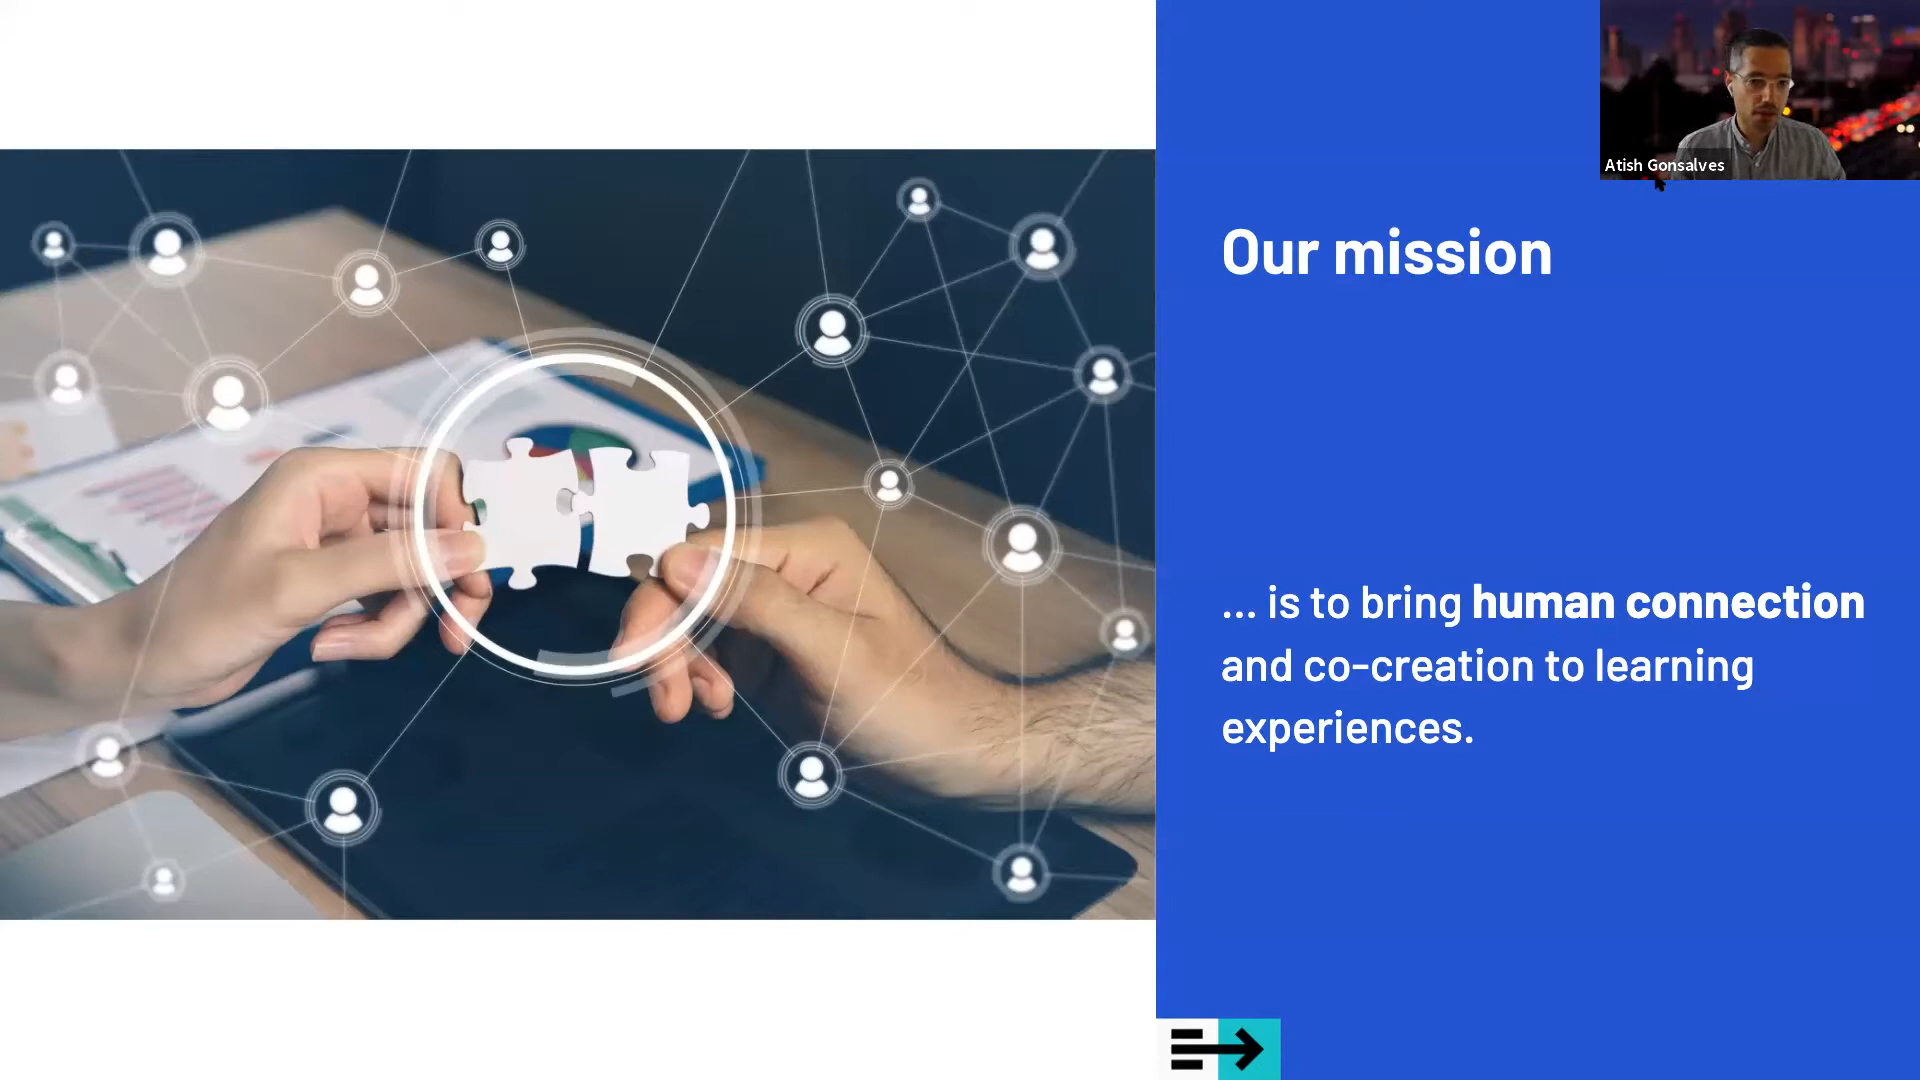 Atish Gonsalves
Our mission
... is to bring human connection
and co-creation to learning
experiences.